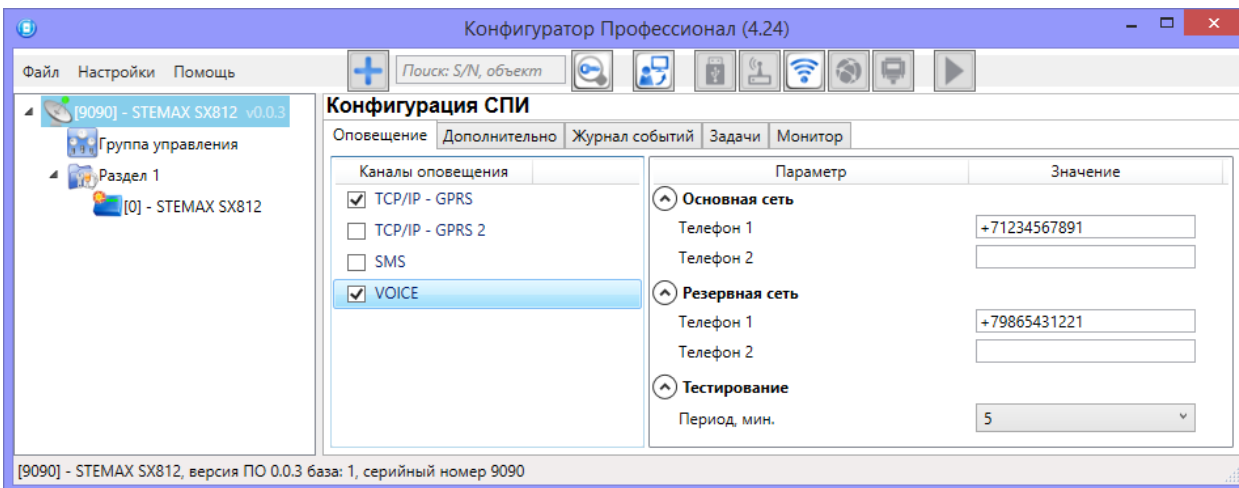 Конфигуратор Профессионал (4.24)
Файл Настройки Помощь
Поиск: S/N, объект
[9090] - STEMAX SX812 v0.0.3
Группа управления
Раздел 1
[0] - STEMAX SX812
Конфигурация СПИ
Оповещение Дополнительно Журнал событий Задачи Монитор
Каналы оповещения
TCP/IP - GPRS
TCP/IP - GPRS 2
SMS
VOICE
Параметр Значение
Основная сеть
Телефон 1 +71234567891
Телефон 2
Резервная сеть
Телефон 1 +79865431221
Телефон 2
Тестирование
Период, мин. 5
[9090] - STEMAX SX812, версия ПО 0.0.3 база: 1, серийный номер 9090